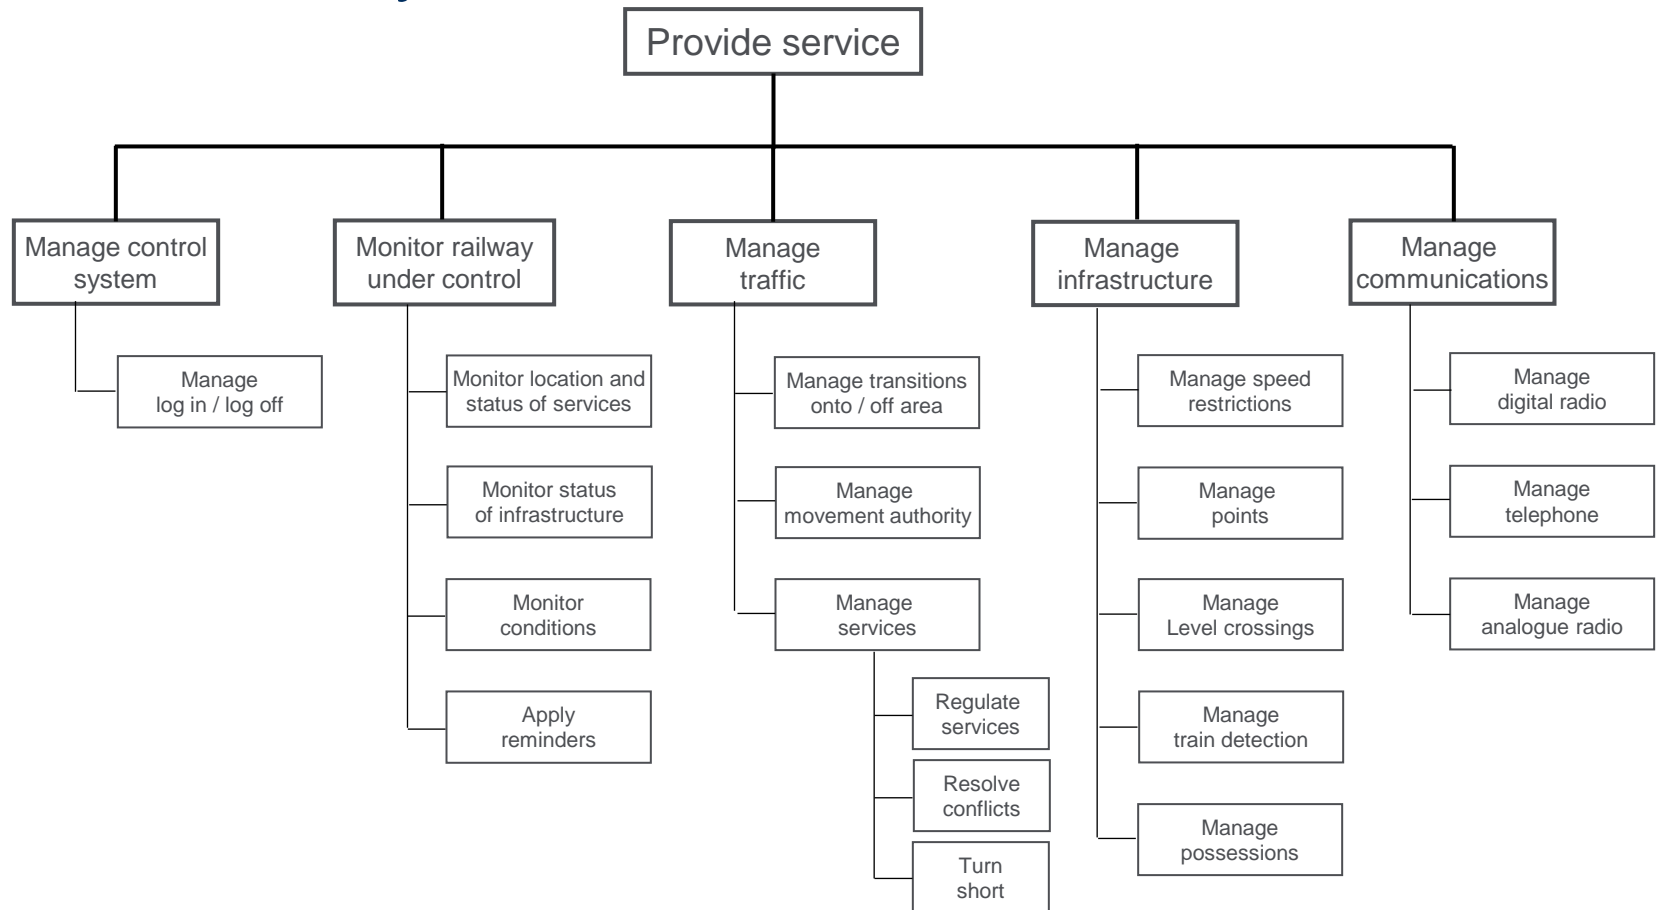 Provide service
Manage control
system
Monitor railway
under control
Manage
traffic
Manage
infrastructure
Manage
communications
Manage
log in / log off
Monitor location and
status of services
Monitor status
of infrastructure
Monitor
conditions
Apply
reminders
Manage transitions
onto / off area
Manage
movement authority
Manage
services
Regulate
services
Resolve
conflicts
Turn
short
Manage speed
restrictions
Manage
points
Manage
Level crossings
Manage
train detection
Manage
possessions
Manage
digital radio
Manage
telephone
Manage
analogue radio